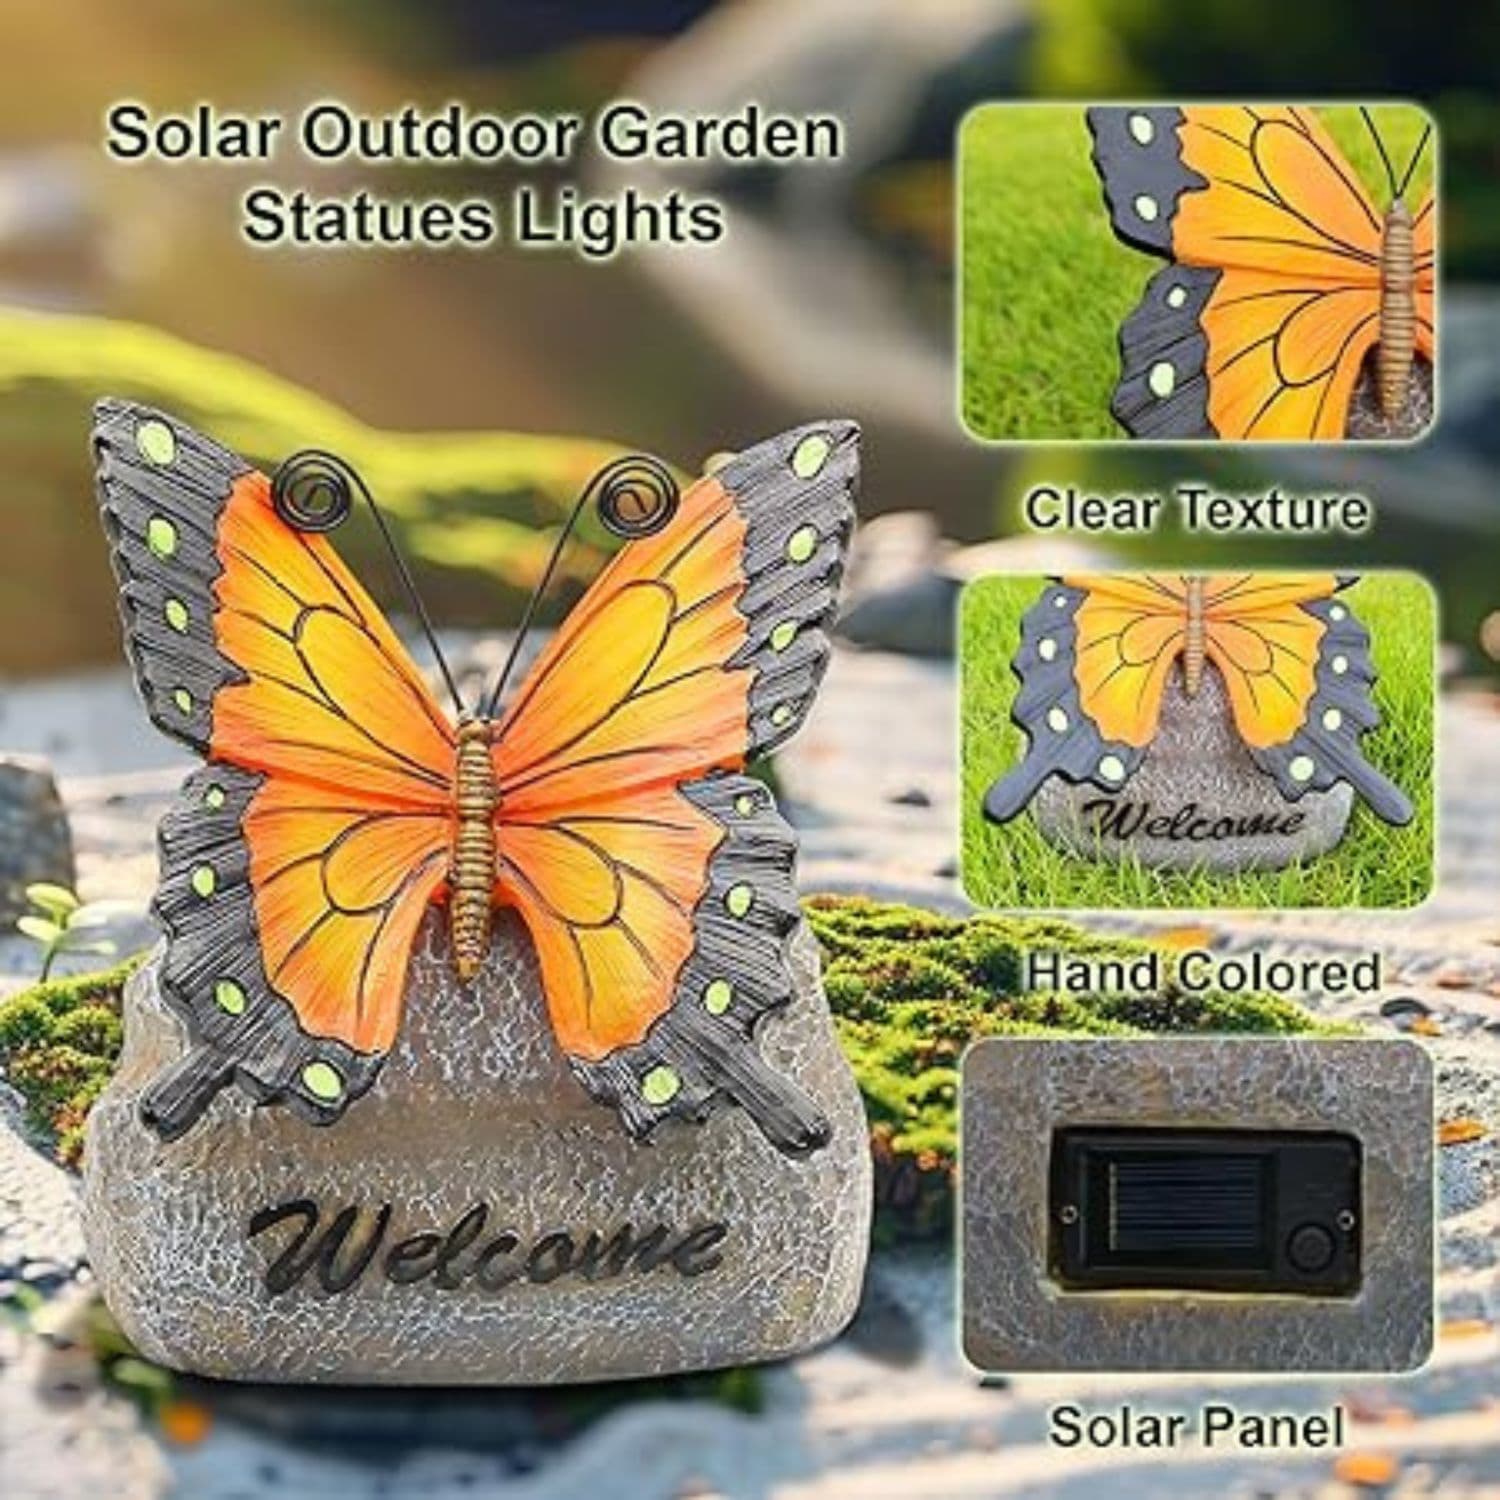 Solar Outdoor Garden
Statues Lights
Clear Texture
Welcome
Hand Colored
Welcome
Solar Panel